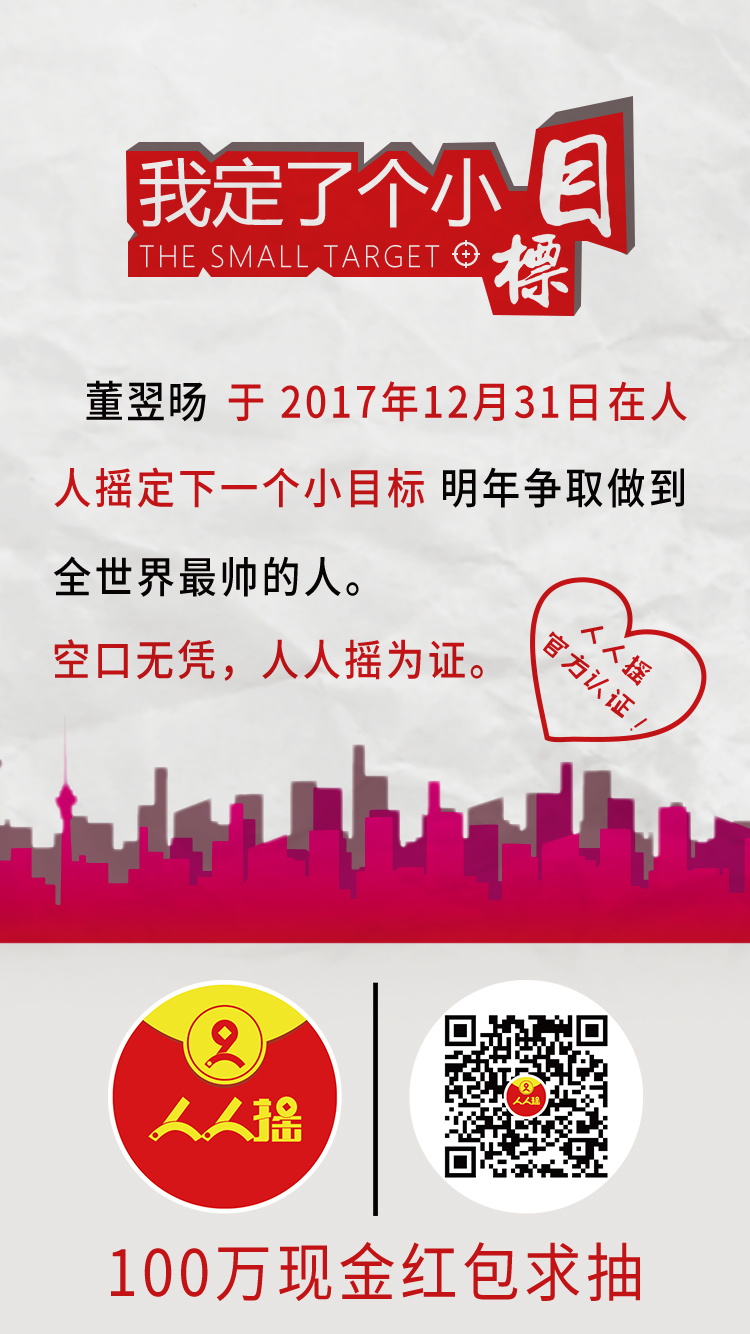 我定了个小目标
THE SMALL TARGET
董翌旸 于 2017年12月31日在人
人摇定下一个小目标 明年争取做到
全世界最帅的人。
空口无凭，人人摇为证。
人人摇
官方认证！
人人摇
人人摇
100万现金红包求抽